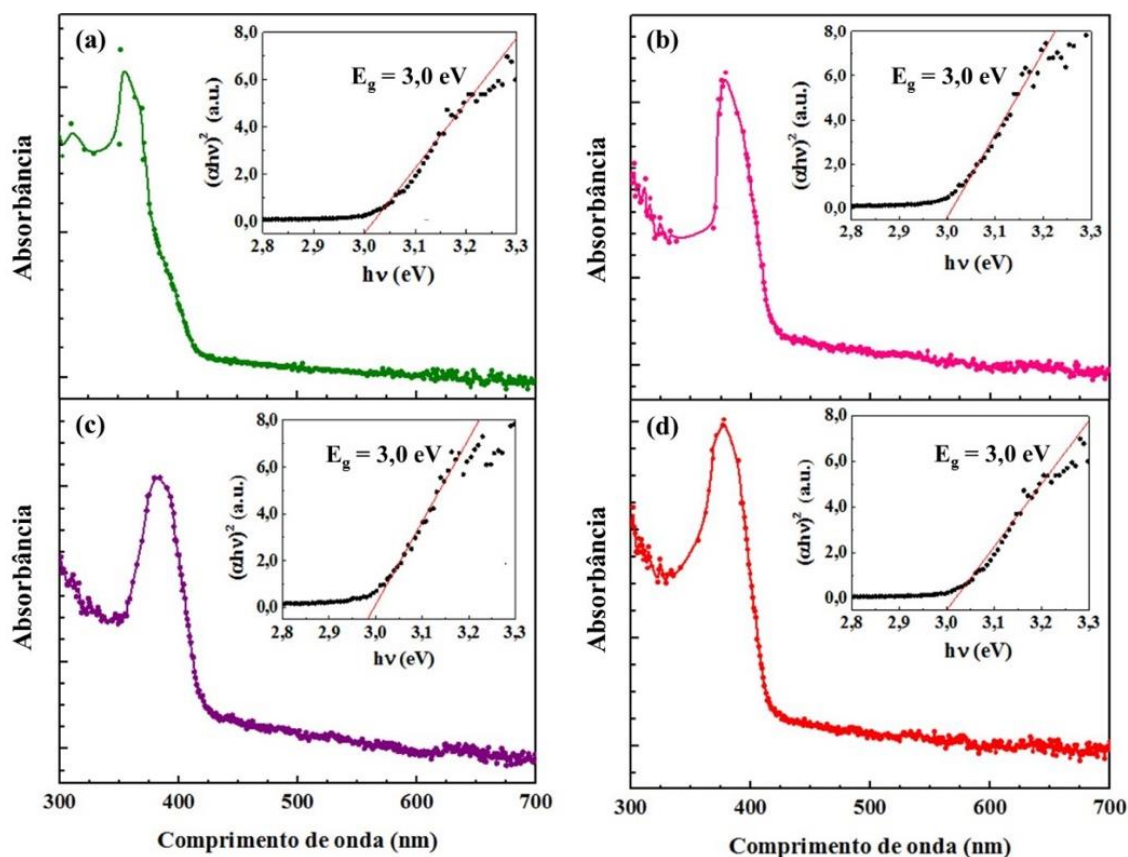 (a)
E_g = 3,0 eV
(αhν)² (a.u.)
8,0
6,0
4,0
2,0
0,0
2,8 2,9 3,0 3,1 3,2 3,3
hν (eV)
Absorbância
(b)
E_g = 3,0 eV
(αhν)² (a.u.)
8,0
6,0
4,0
2,0
0,0
2,8 2,9 3,0 3,1 3,2 3,3
hν (eV)
Absorbância
(c)
E_g = 3,0 eV
(αhν)² (a.u.)
8,0
6,0
4,0
2,0
0,0
2,8 2,9 3,0 3,1 3,2 3,3
hν (eV)
Absorbância
300 400 500 600 700
Comprimento de onda (nm)
(d)
E_g = 3,0 eV
(αhν)² (a.u.)
8,0
6,0
4,0
2,0
0,0
2,8 2,9 3,0 3,1 3,2 3,3
hν (eV)
Absorbância
300 400 500 600 700
Comprimento de onda (nm)